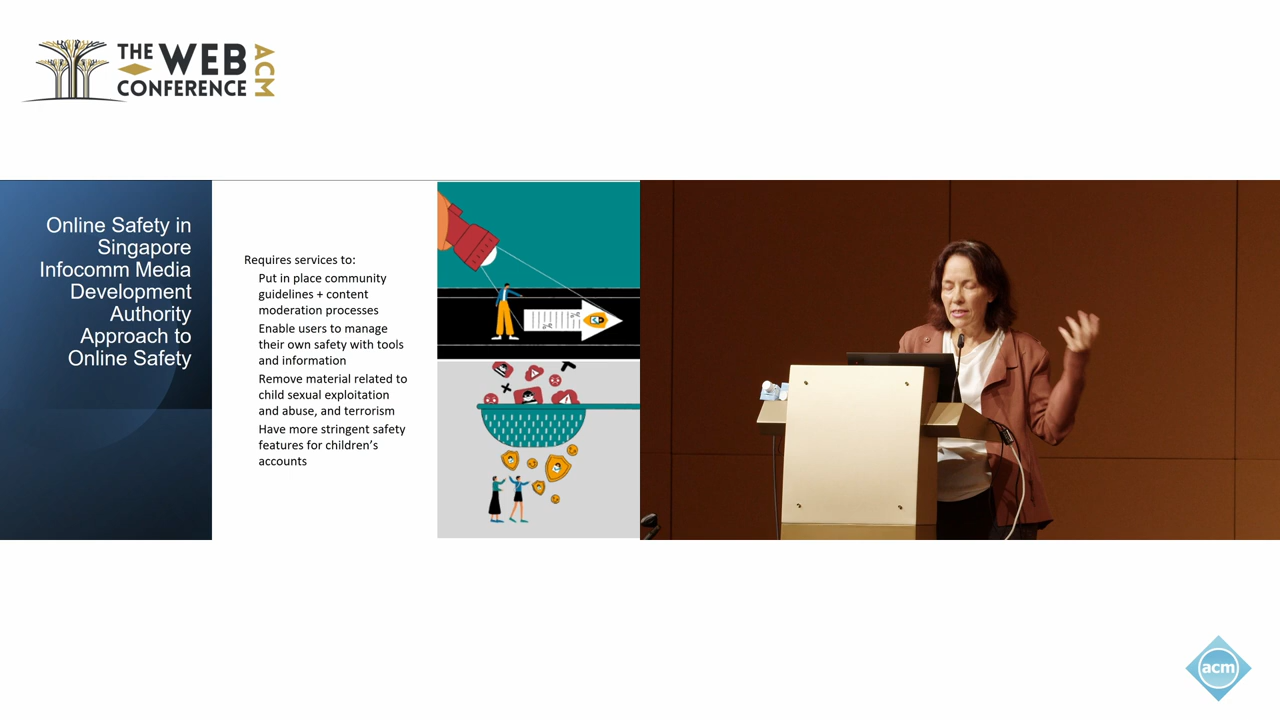 THE WEB
CONFERENCE
ACM
Online Safety in
Singapore
Infocomm Media
Development
Authority
Approach to
Online Safety
Requires services to:
Put in place community
guidelines + content
moderation processes
Enable users to manage
their own safety with tools
and information
Remove material related to
child sexual exploitation
and abuse, and terrorism
Have more stringent safety
features for children's
accounts
acm